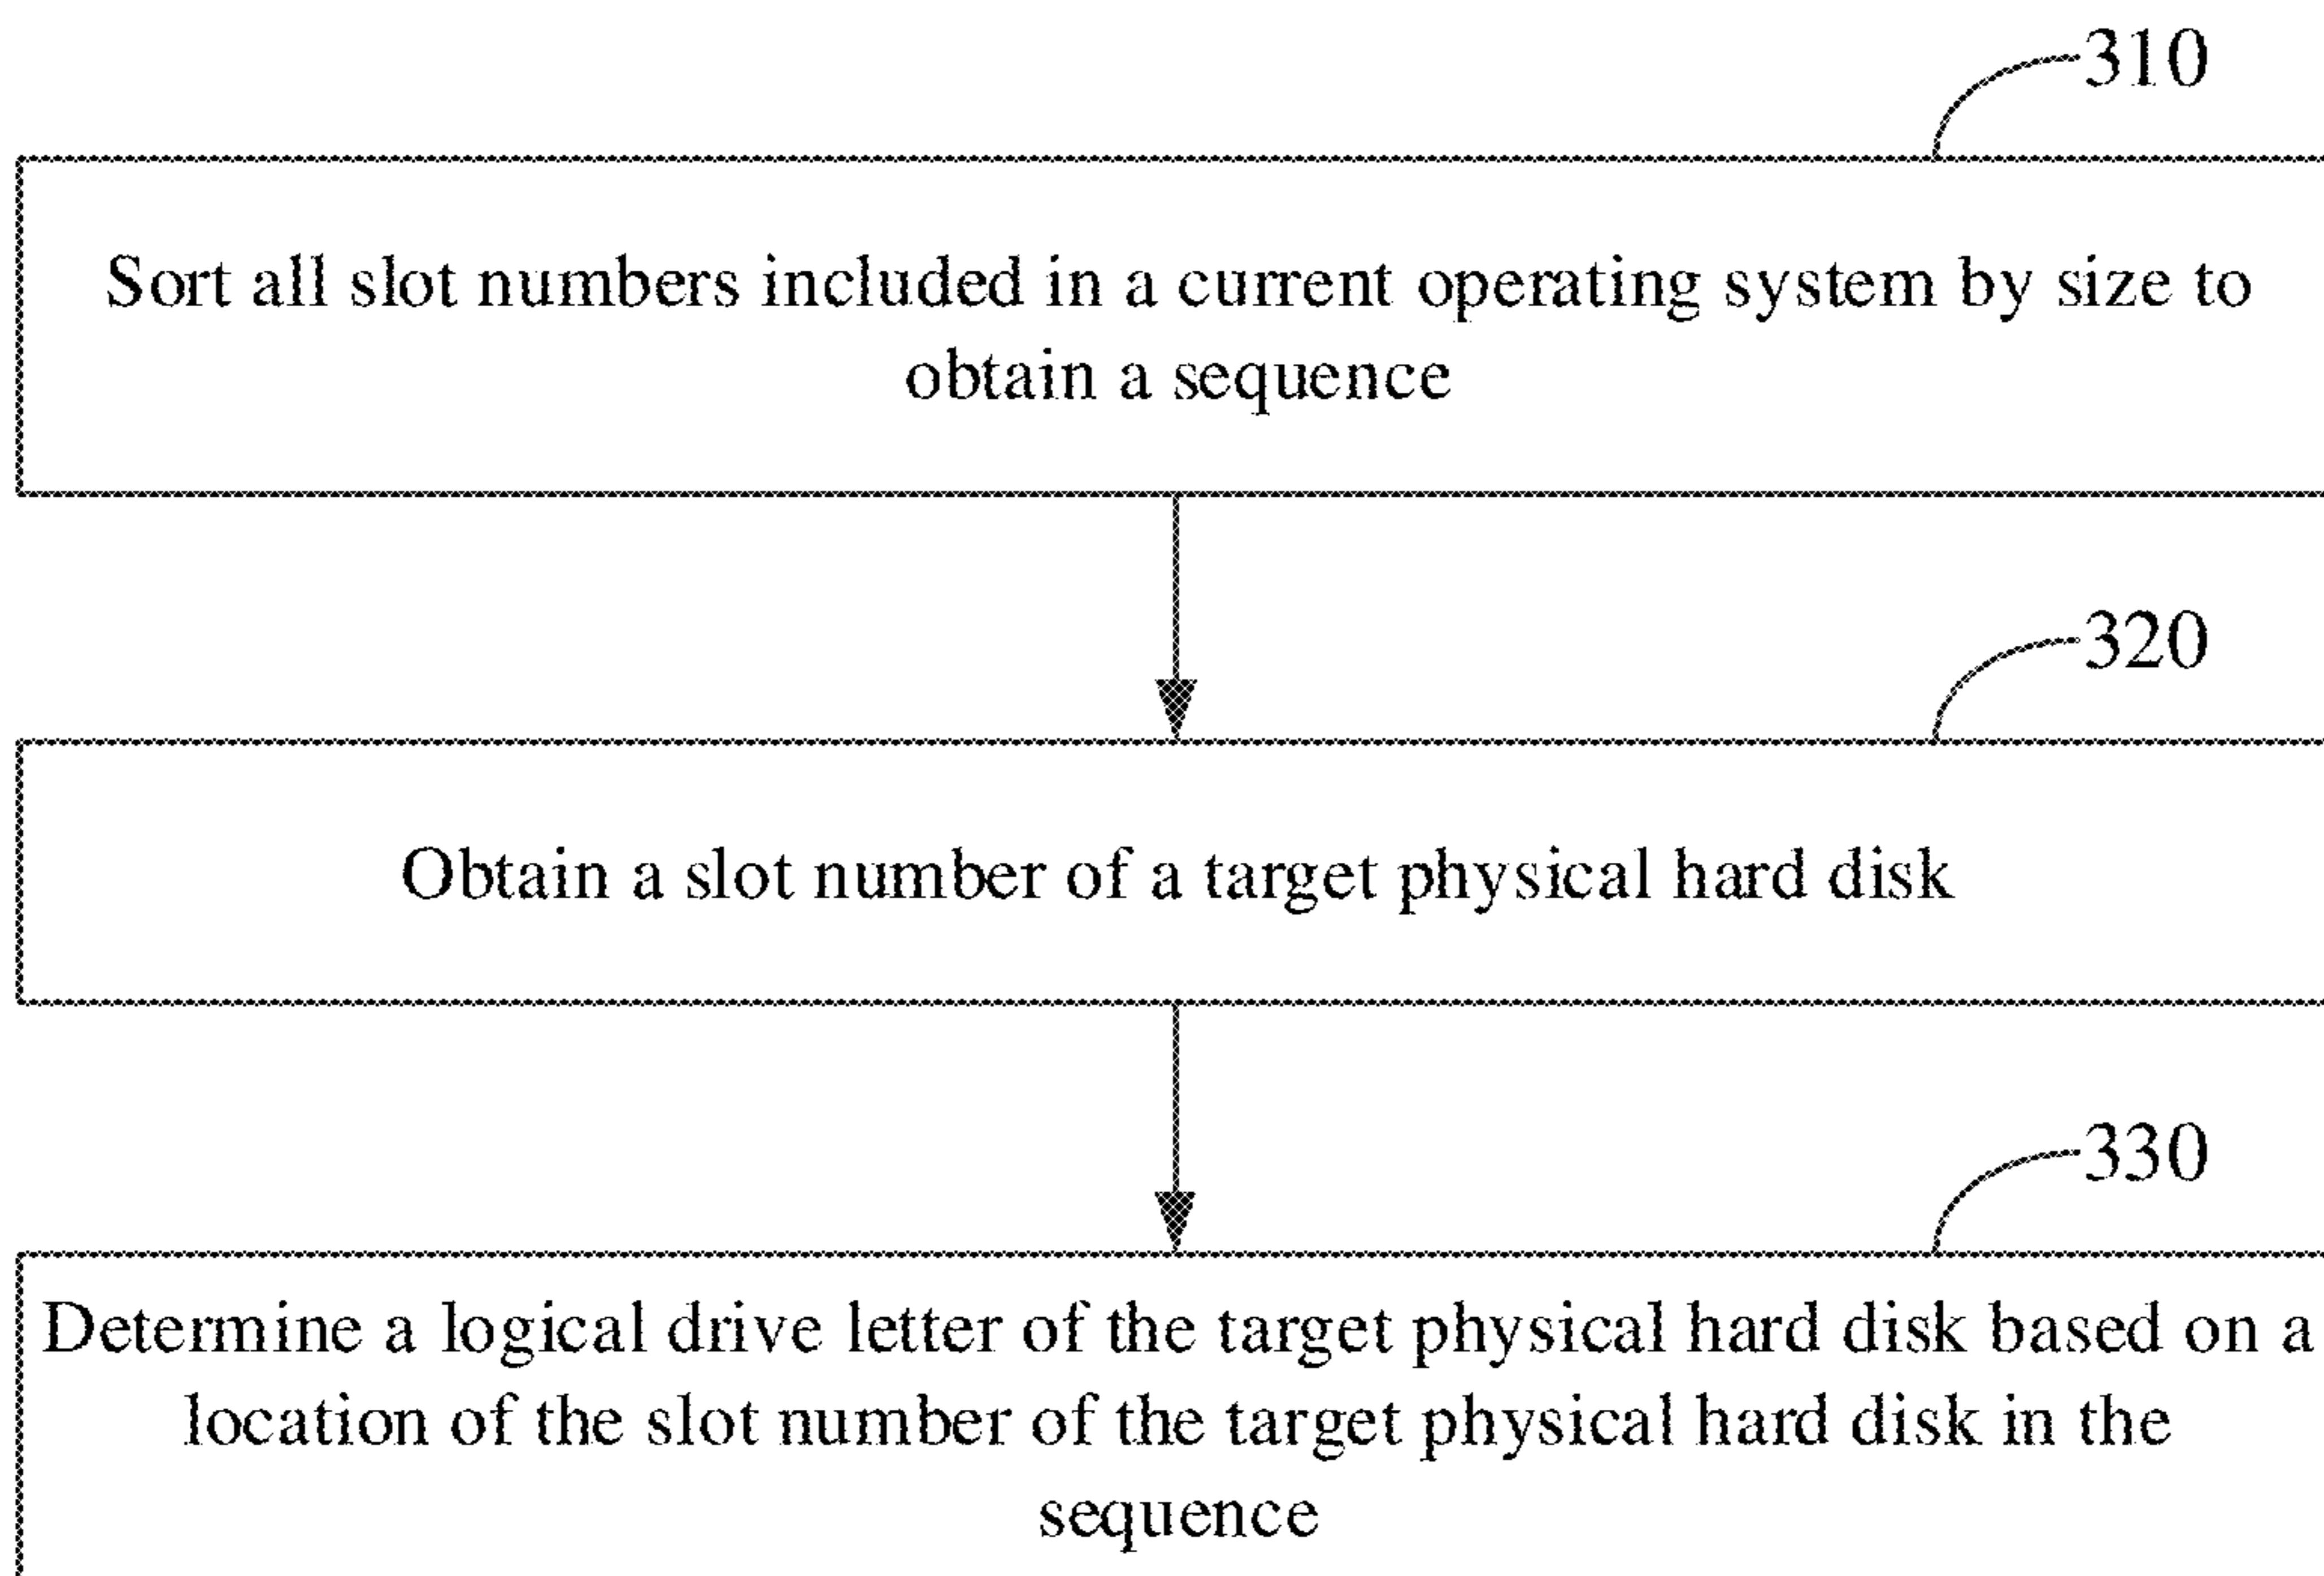 310
Sort all slot numbers included in a current operating system by size to
obtain a sequence
320
Obtain a slot number of a target physical hard disk
330
Determine a logical drive letter of the target physical hard disk based on a
location of the slot number of the target physical hard disk in the
sequence